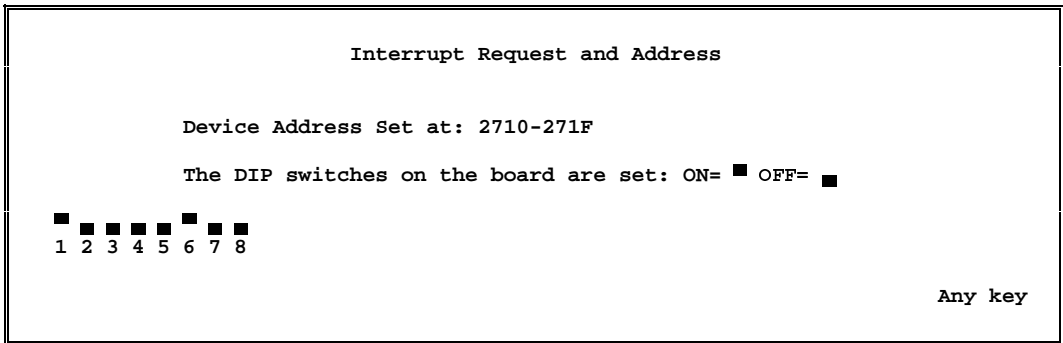 Interrupt Request and Address
Device Address Set at: 2710-271F
The DIP switches on the board are set: ON= ▀ OFF= ▄
1 2 3 4 5 6 7 8
Any key